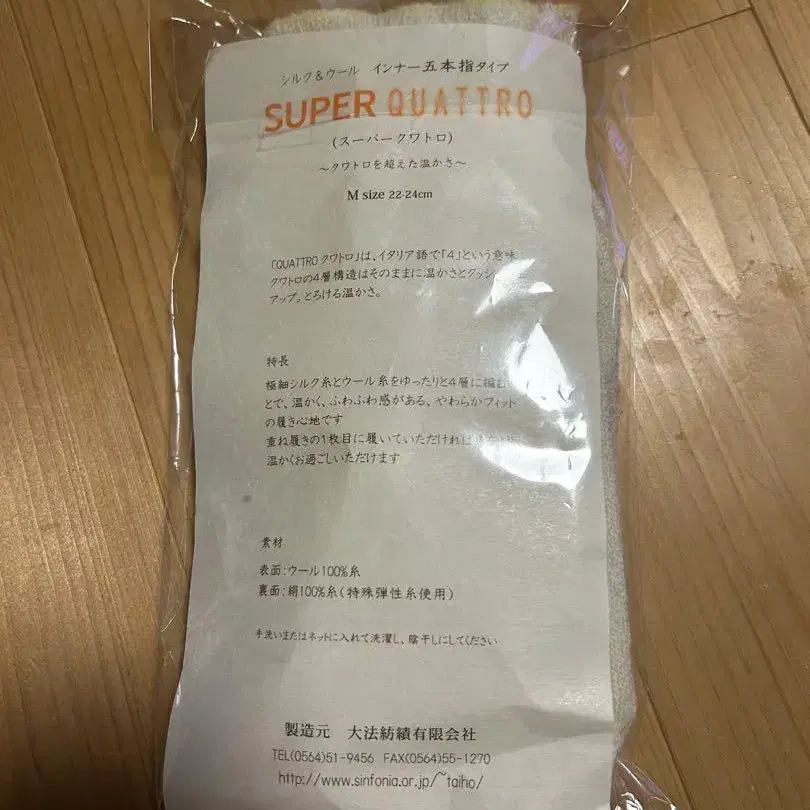 シルク&ウール インナー五本指タイプ
SUPER QUATTRO
(スーパークワトロ)
～クワトロを超えた温かさ～
M size 22-24cm
「QUATTRO クワトロ」は、イタリア語で「4」という意味
クワトロの4層構造はそのままに温かさとグッ
アップ。とろける温かさ。
特長
極細シルク糸とウール糸をゆったりと4層に編む
とで、温かく、ふわふわ感がある、やわらかフィット
の履き心地です
重ね履きの1枚目に履いていただければ
温かくお過ごしいただけます
素材
表面:ウール100%糸
裏面:絹100%糸(特殊弾性糸使用)
手洗いまたはネットに入れて洗濯し、陰干しにしてください
製造元 大法紡績有限会社
TEL(0564)51-9456 FAX(0564)55-1270
http://www.sinfonia.or.jp/~taiho/